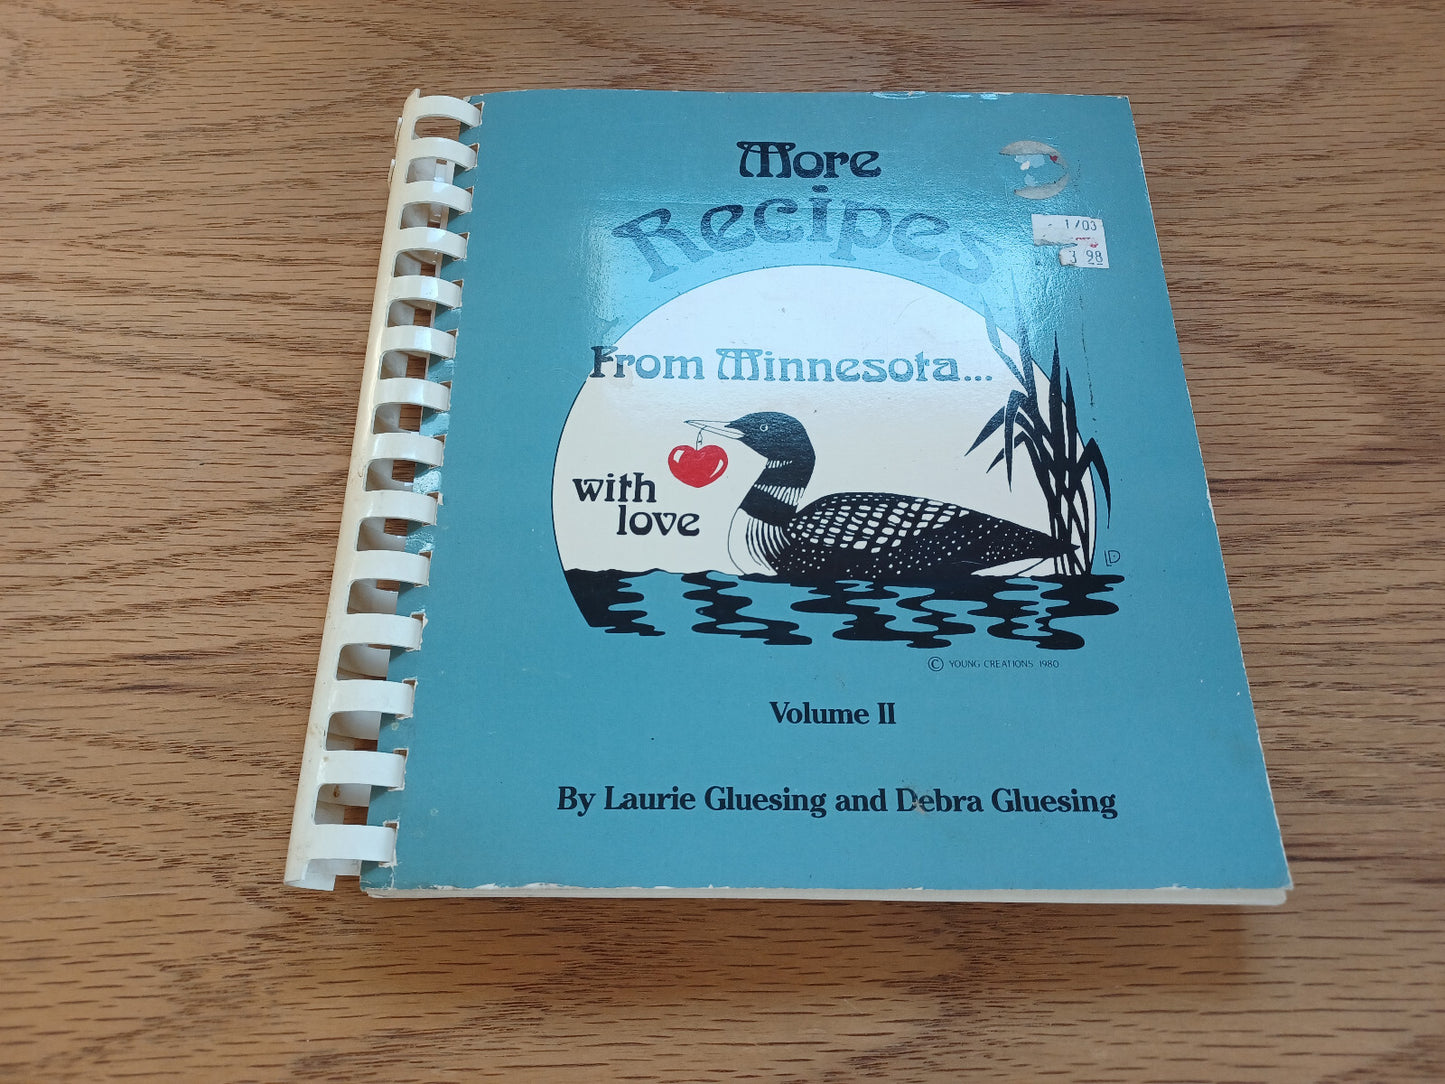 More
Recipes
1/03
3 98
From Minnesota...
with
love
LD
© YOUNG CREATIONS 1980
Volume II
By Laurie Gluesing and Debra Gluesing